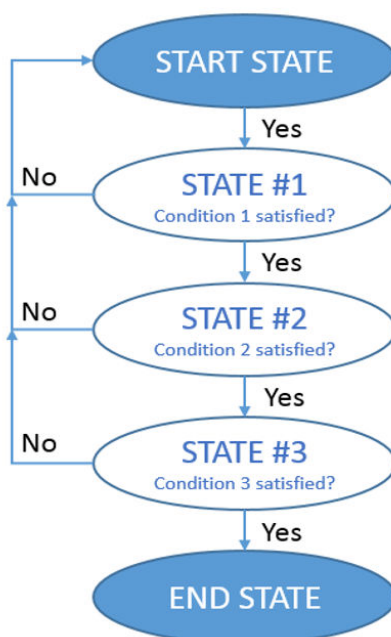 START STATE
Yes
No
STATE #1
Condition 1 satisfied?
Yes
No
STATE #2
Condition 2 satisfied?
Yes
No
STATE #3
Condition 3 satisfied?
Yes
END STATE